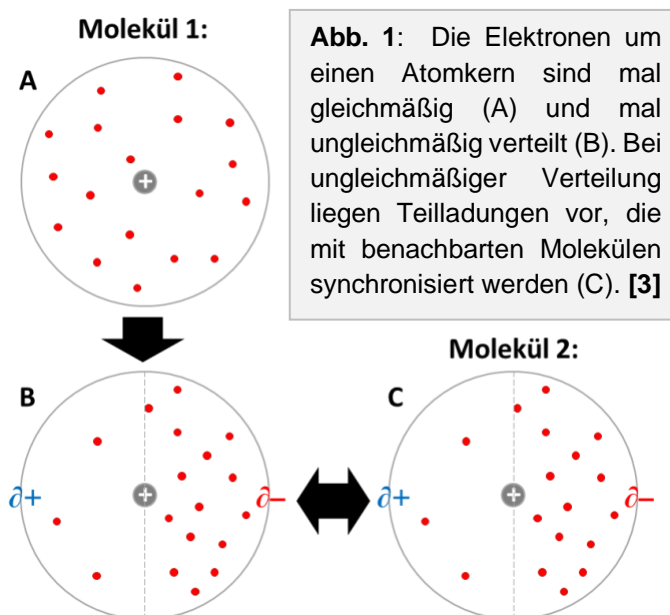 Molekül 1:
Abb. 1: Die Elektronen um
einen Atomkern sind mal
gleichmäßig (A) und mal
ungleichmäßig verteilt (B). Bei
ungleichmäßiger Verteilung
liegen Teilladungen vor, die
mit benachbarten Molekülen
synchronisiert werden (C). [3]
A
+
Molekül 2:
B
∂+
+
∂−
C
∂+
+
∂−